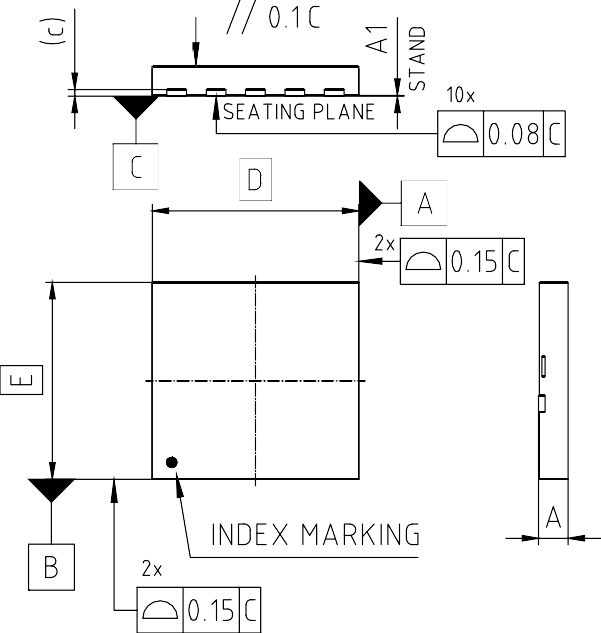 (c)
// 0.1 C
A1
STAND
SEATING PLANE
10x
0.08 C
C
D
A
2x
0.15 C
E
INDEX MARKING
A
B
2x
0.15 C